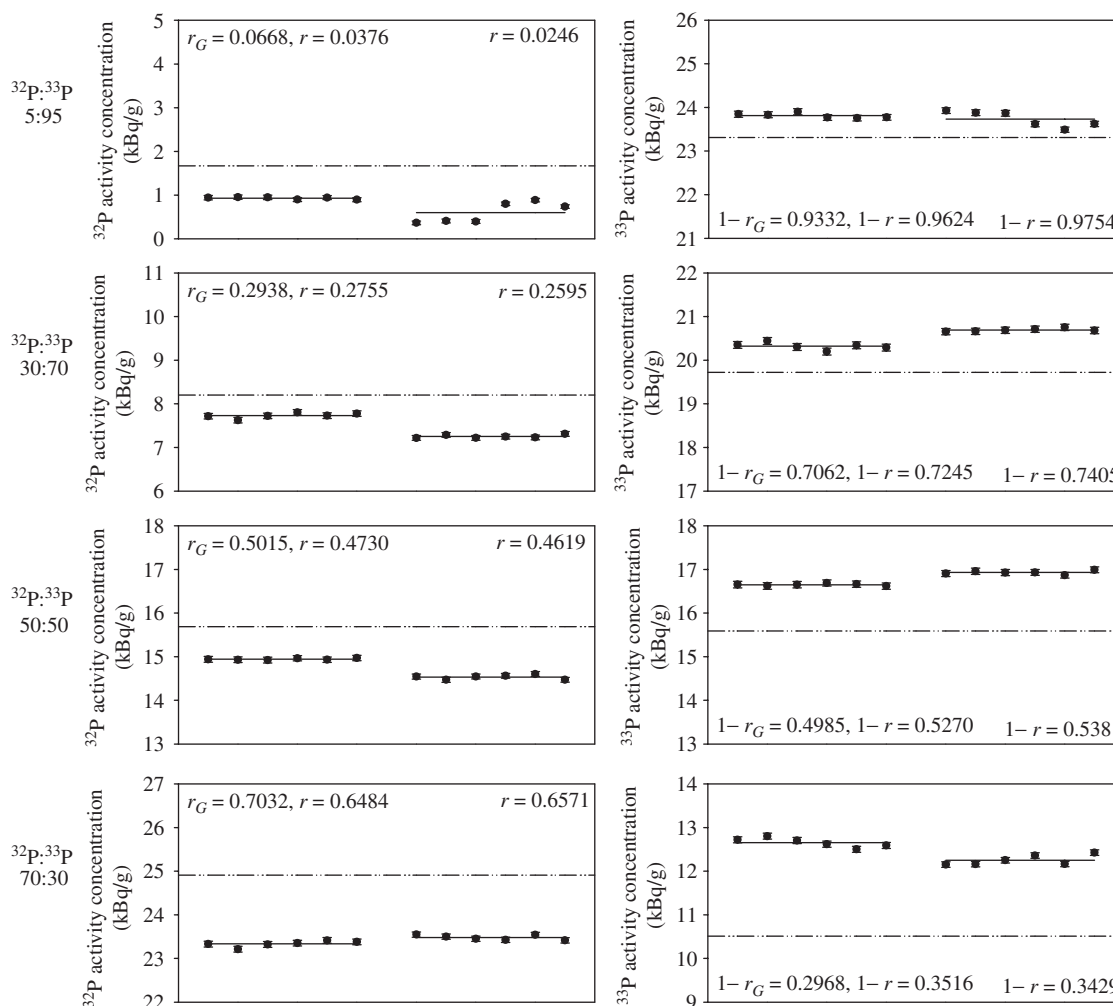 ³²P:³³P
5:95
³²P activity concentration
(kBq/g)
5
4
3
2
1
0
r_G = 0.0668, r = 0.0376
r = 0.0246
³³P activity concentration
(kBq/g)
26
25
24
23
22
21
1– r_G = 0.9332, 1– r = 0.9624
1– r = 0.9754
³²P:³³P
30:70
³²P activity concentration
(kBq/g)
11
10
9
8
7
6
r_G = 0.2938, r = 0.2755
r = 0.2595
³³P activity concentration
(kBq/g)
22
21
20
19
18
17
1– r_G = 0.7062, 1– r = 0.7245
1– r = 0.7405
³²P:³³P
50:50
³²P activity concentration
(kBq/g)
18
17
16
15
14
13
r_G = 0.5015, r = 0.4730
r = 0.4619
³³P activity concentration
(kBq/g)
18
17
16
15
14
13
1– r_G = 0.4985, 1– r = 0.5270
1– r = 0.538
³²P:³³P
70:30
³²P activity concentration
(kBq/g)
27
26
25
24
23
22
r_G = 0.7032, r = 0.6484
r = 0.6571
³³P activity concentration
(kBq/g)
14
13
12
11
10
9
1– r_G = 0.2968, 1– r = 0.3516
1– r = 0.3429